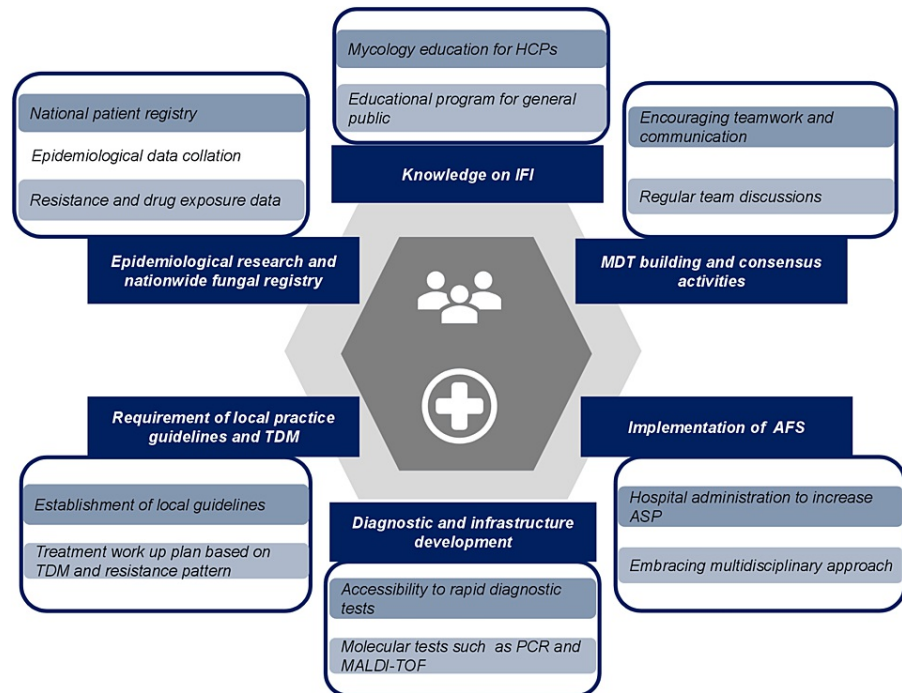 Mycology education for HCPs
Educational program for general
public
Knowledge on IFI
National patient registry
Epidemiological data collation
Resistance and drug exposure data
Epidemiological research and
nationwide fungal registry
Encouraging teamwork and
communication
Regular team discussions
MDT building and consensus
activities
Requirement of local practice
guidelines and TDM
Establishment of local guidelines
Treatment work up plan based on
TDM and resistance pattern
Diagnostic and infrastructure
development
Accessibility to rapid diagnostic
tests
Molecular tests such as PCR and
MALDI-TOF
Implementation of AFS
Hospital administration to increase
ASP
Embracing multidisciplinary approach